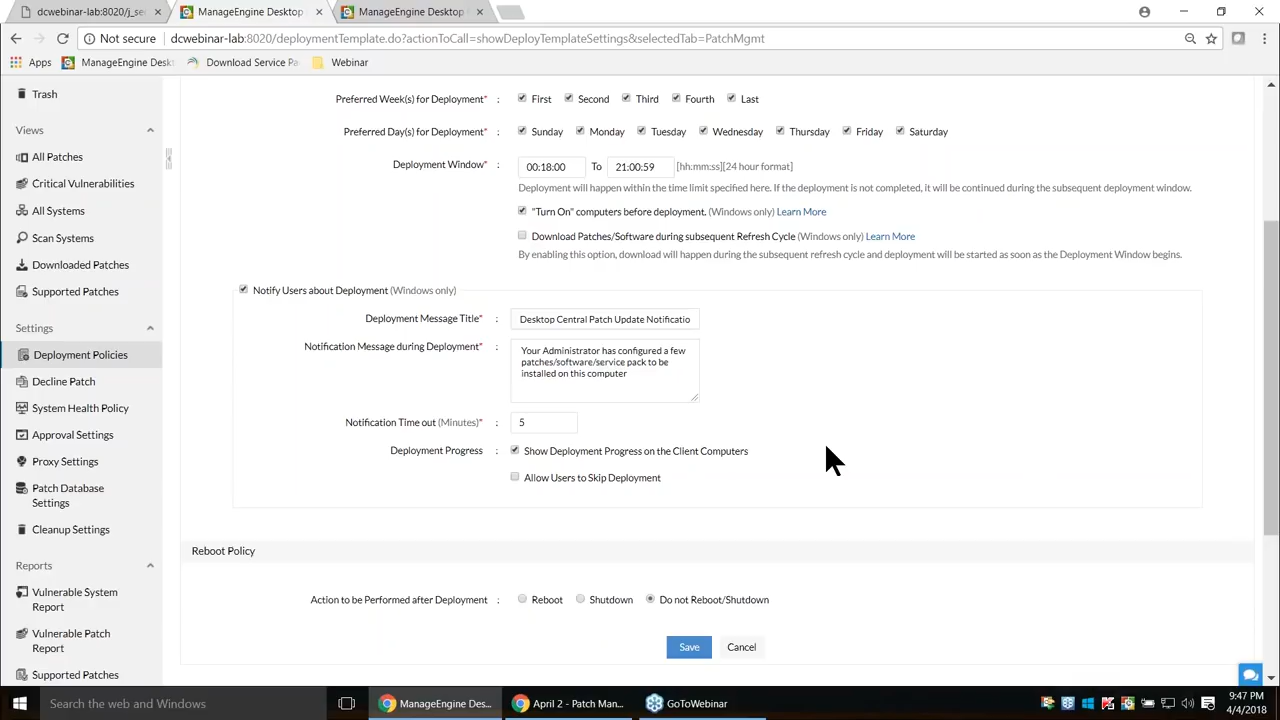 dcwebinar-lab:8020/j_se
ManageEngine Desktop
ManageEngine Desktop
Not secure
dcwebinar-lab:8020/deploymentTemplate.do?actionToCall=showDeployTemplateSettings&selectedTab=PatchMgmt
Apps
ManageEngine Desk
Download Service Pa
Webinar
Trash
Views
All Patches
Critical Vulnerabilities
All Systems
Scan Systems
Downloaded Patches
Supported Patches
Settings
Deployment Policies
Decline Patch
System Health Policy
Approval Settings
Proxy Settings
Patch Database
Settings
Cleanup Settings
Reports
Vulnerable System
Report
Vulnerable Patch
Report
Supported Patches
Preferred Week(s) for Deployment* : First Second Third Fourth Last
Preferred Day(s) for Deployment* : Sunday Monday Tuesday Wednesday Thursday Friday Saturday
Deployment Window* : 00:18:00 To 21:00:59 [hh:mm:ss][24 hour format]
Deployment will happen within the time limit specified here. If the deployment is not completed, it will be continued during the subsequent deployment window.
"Turn On" computers before deployment. (Windows only) Learn More
Download Patches/Software during subsequent Refresh Cycle (Windows only) Learn More
By enabling this option, download will happen during the subsequent refresh cycle and deployment will be started as soon as the Deployment Window begins.
Notify Users about Deployment (Windows only)
Deployment Message Title* : Desktop Central Patch Update Notificatio
Notification Message during Deployment* : Your Administrator has configured a few
patches/software/service pack to be
installed on this computer
Notification Time out (Minutes)* : 5
Deployment Progress : Show Deployment Progress on the Client Computers
Allow Users to Skip Deployment
Reboot Policy
Action to be Performed after Deployment : Reboot Shutdown Do not Reboot/Shutdown
Save Cancel
Search the web and Windows
ManageEngine Des...
April 2 - Patch Man...
GoToWebinar
9:47 PM
4/4/2018